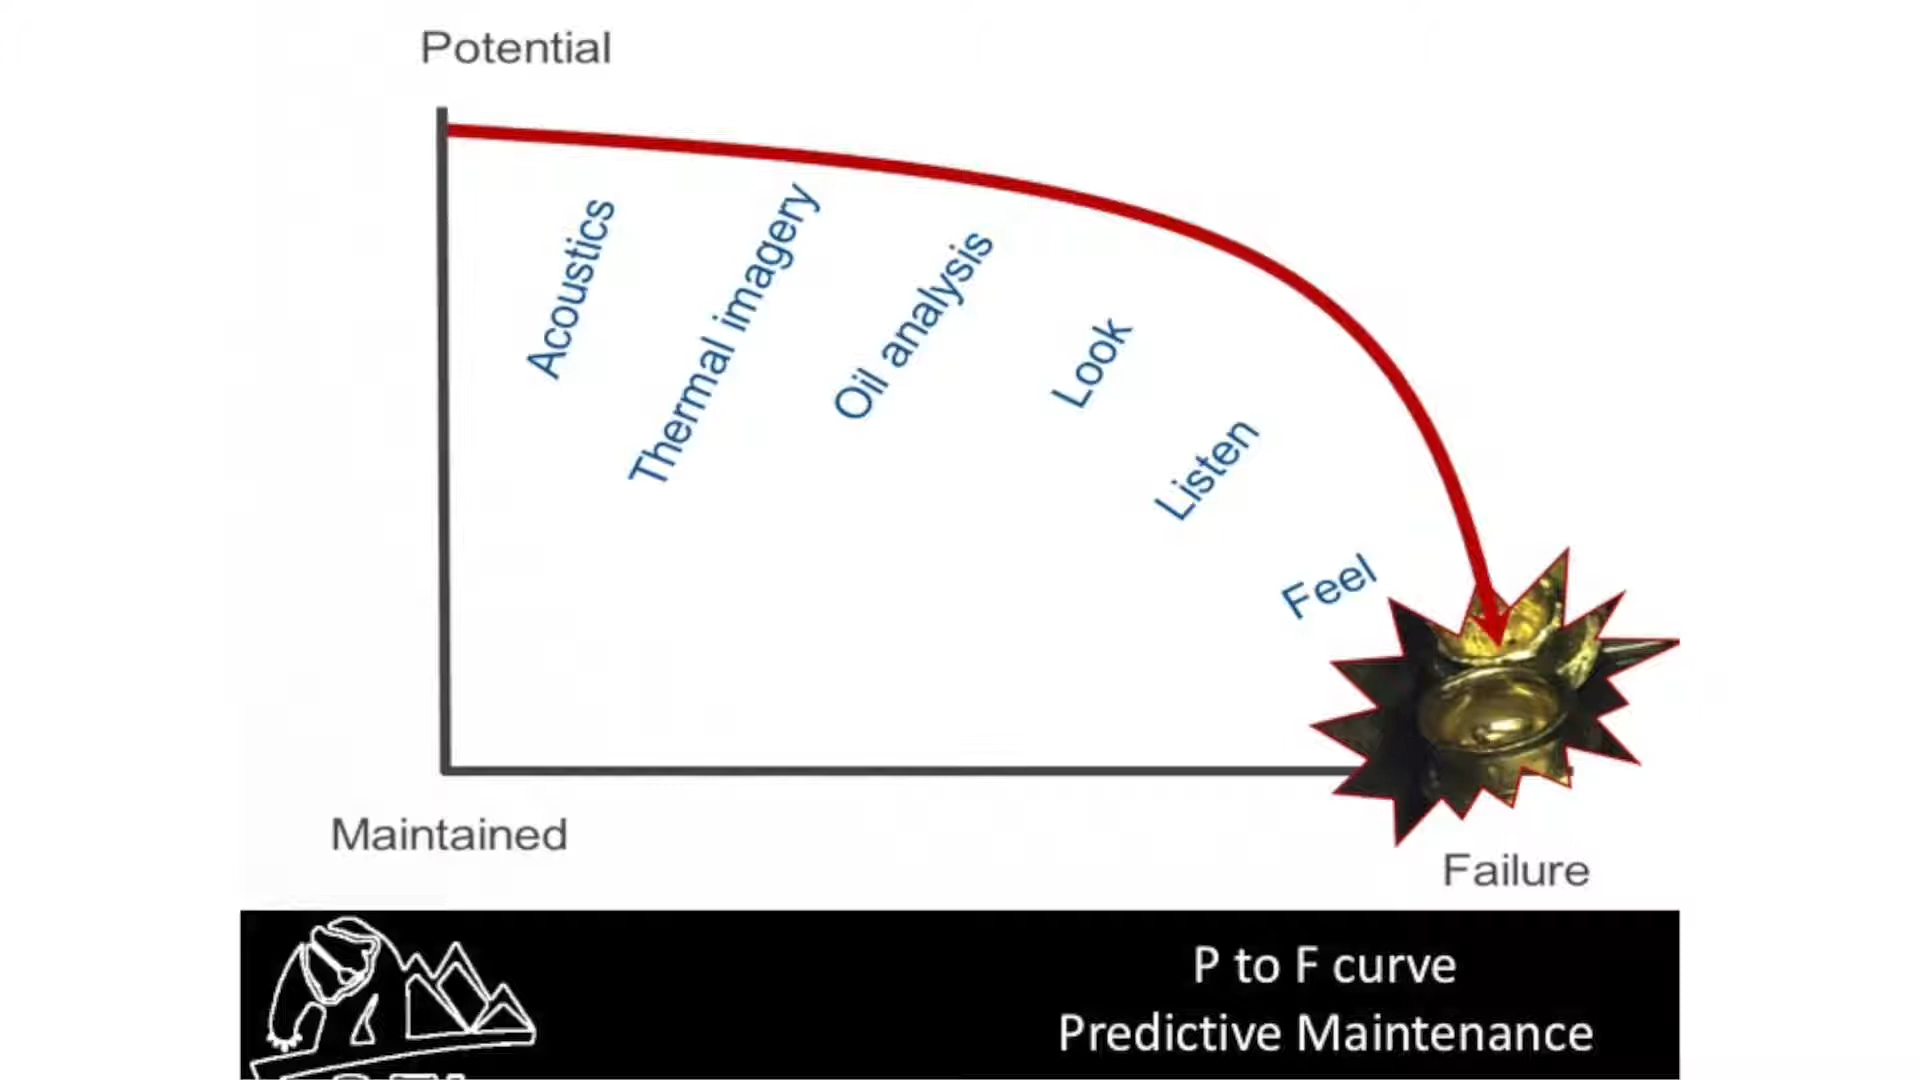 Potential
Acoustics
Thermal imagery
Oil analysis
Look
Listen
Feel
Maintained
Failure
P to F curve
Predictive Maintenance